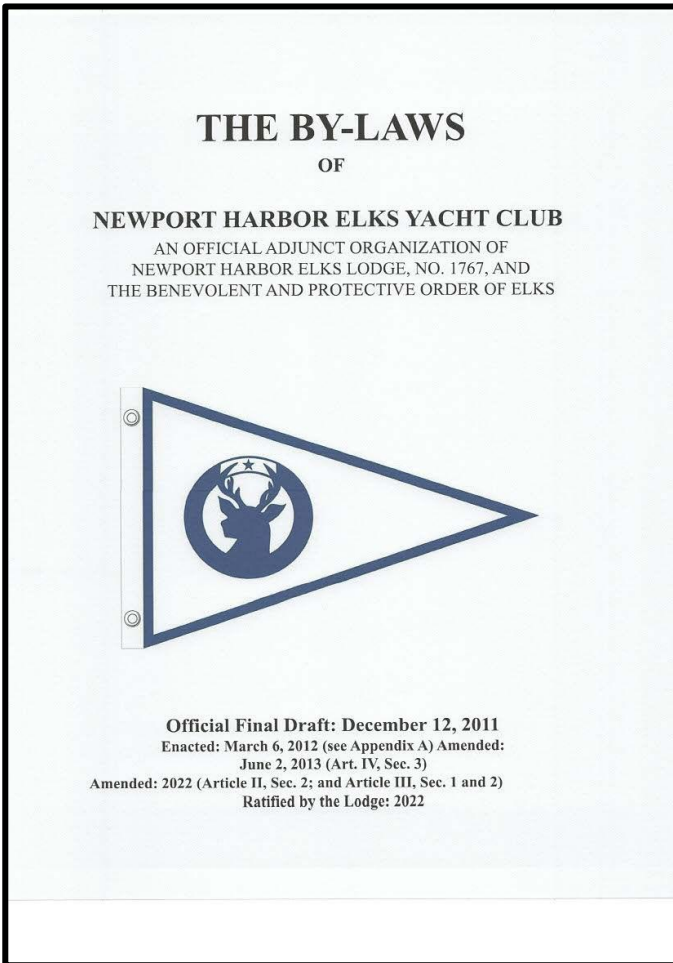 THE BY-LAWS
OF
NEWPORT HARBOR ELKS YACHT CLUB
AN OFFICIAL ADJUNCT ORGANIZATION OF
NEWPORT HARBOR ELKS LODGE, NO. 1767, AND
THE BENEVOLENT AND PROTECTIVE ORDER OF ELKS
Official Final Draft: December 12, 2011
Enacted: March 6, 2012 (see Appendix A) Amended:
June 2, 2013 (Art. IV, Sec. 3)
Amended: 2022 (Article II, Sec. 2; and Article III, Sec. 1 and 2)
Ratified by the Lodge: 2022